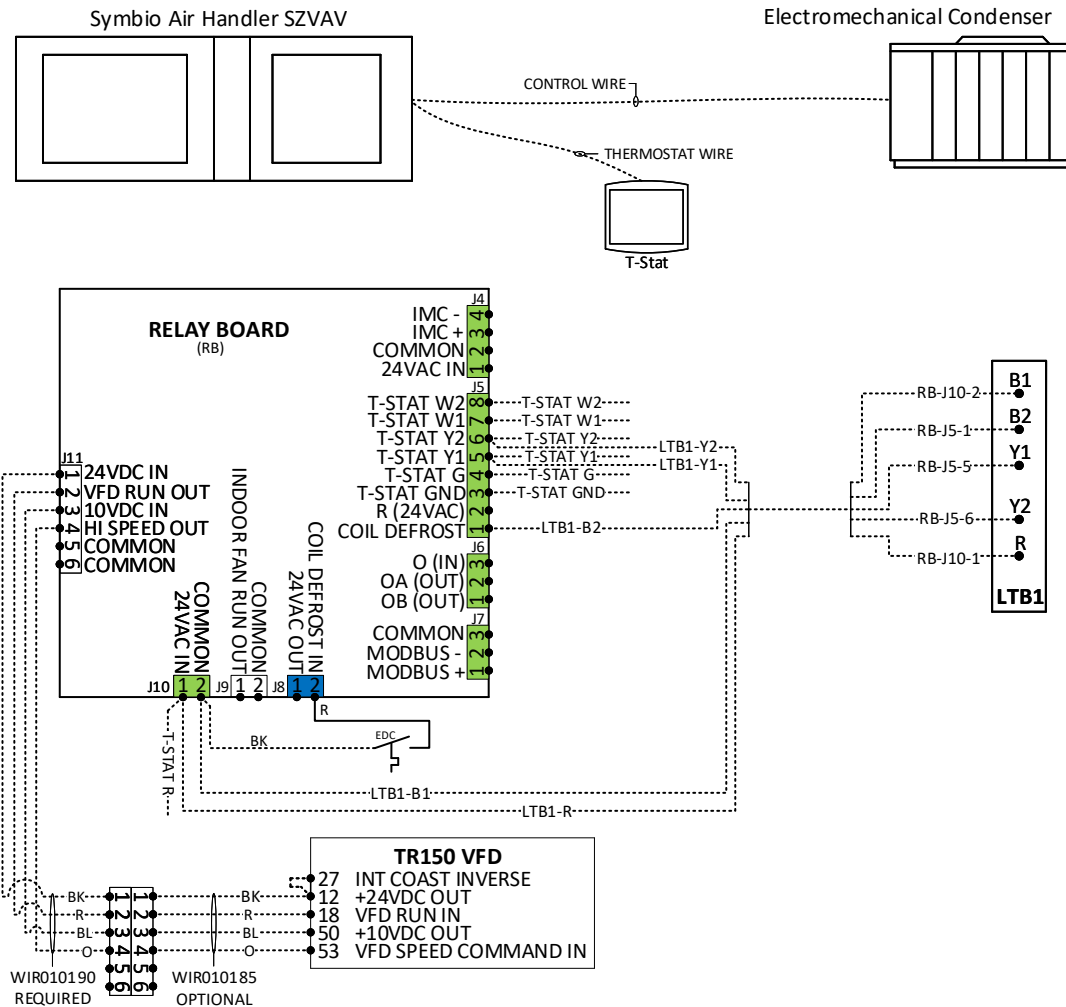 Symbio Air Handler SZVAV
Electromechanical Condenser
CONTROL WIRE
THERMOSTAT WIRE
T-Stat
RELAY BOARD
(RB)
J4
IMC - 4
IMC + 3
COMMON 2
24VAC IN 1
J5
T-STAT W2 8 T-STAT W2
T-STAT W1 7 T-STAT W1
T-STAT Y2 6 T-STAT Y2
LTB1-Y2
T-STAT Y1 5 T-STAT Y1
LTB1-Y1
T-STAT G 4 T-STAT G
T-STAT GND 3 T-STAT GND
R (24VAC) 2
COIL DEFROST 1 LTB1-B2
J6
O (IN) 3
OA (OUT) 2
OB (OUT) 1
J7
COMMON 3
MODBUS - 2
MODBUS + 1
J11
1 24VDC IN
2 VFD RUN OUT
3 10VDC IN
4 HI SPEED OUT
5 COMMON
6 COMMON
24VAC IN
COMMON
INDOOR FAN RUN OUT
COMMON
24VAC OUT
COIL DEFROST IN
J10 1 2 J9 1 2 J8 1 2
R
T-STAT R
BK
EDC
LTB1-B1
LTB1-R
RB-J10-2 B1
RB-J5-1 B2
RB-J5-5 Y1
RB-J5-6 Y2
RB-J10-1 R
LTB1
TR150 VFD
27 INT COAST INVERSE
12 +24VDC OUT
18 VFD RUN IN
50 +10VDC OUT
53 VFD SPEED COMMAND IN
BK 1 1 BK
R 2 2 R
BL 3 3 BL
O 4 4 O
5 5
6 6
WIR010190
REQUIRED
WIR010185
OPTIONAL